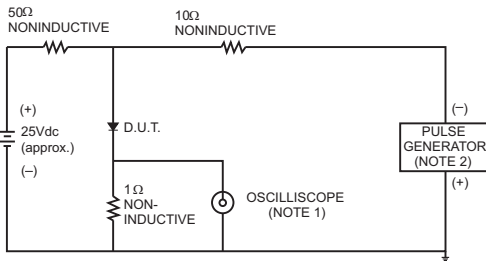 50Ω
NONINDUCTIVE
10Ω
NONINDUCTIVE
(+)
25Vdc
(approx.)
(–)
D.U.T.
1Ω
NON-
INDUCTIVE
OSCILLISCOPE
(NOTE 1)
(–)
PULSE
GENERATOR
(NOTE 2)
(+)